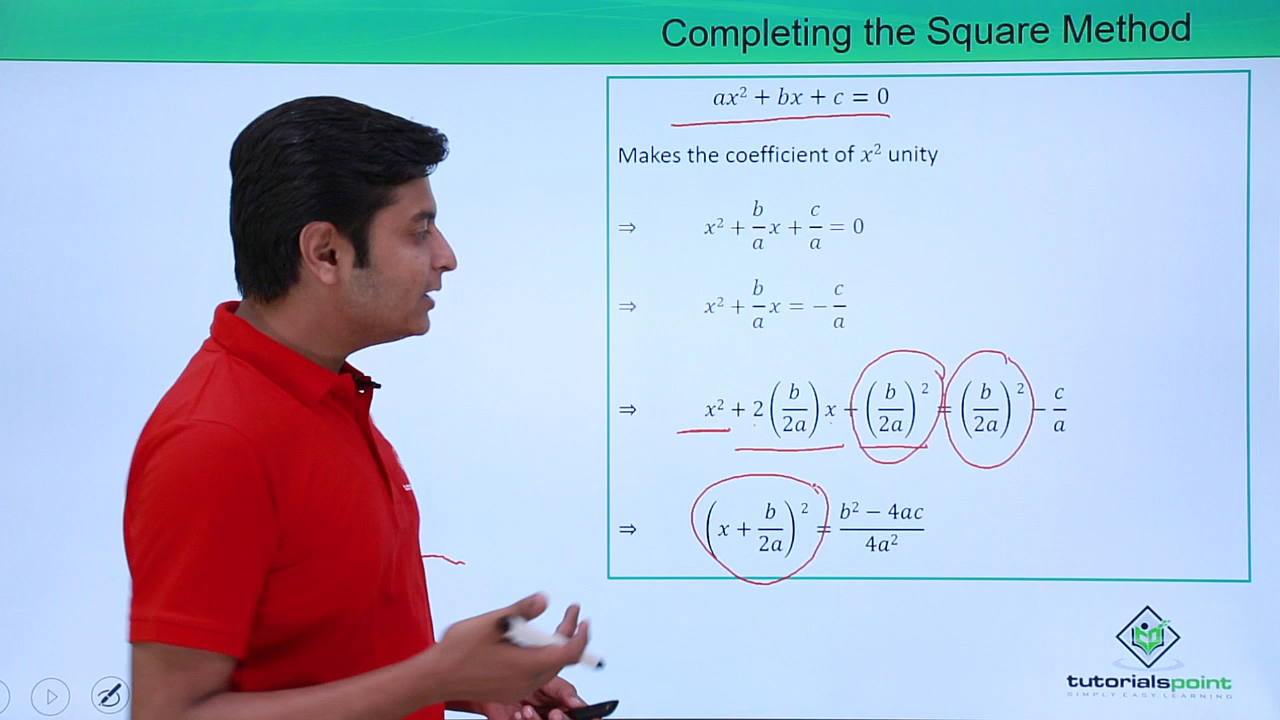 Completing the Square Method
ax² + bx + c = 0
Makes the coefficient of x² unity
⇒ x² + b/a x + c/a = 0
⇒ x² + b/a x = − c/a
⇒ x² + 2 (b/2a) x + (b/2a)² = (b/2a)² − c/a
⇒ (x + b/2a)² = b² − 4ac / 4a²
tutorialspoint
SIMPLY EASY LEARNING